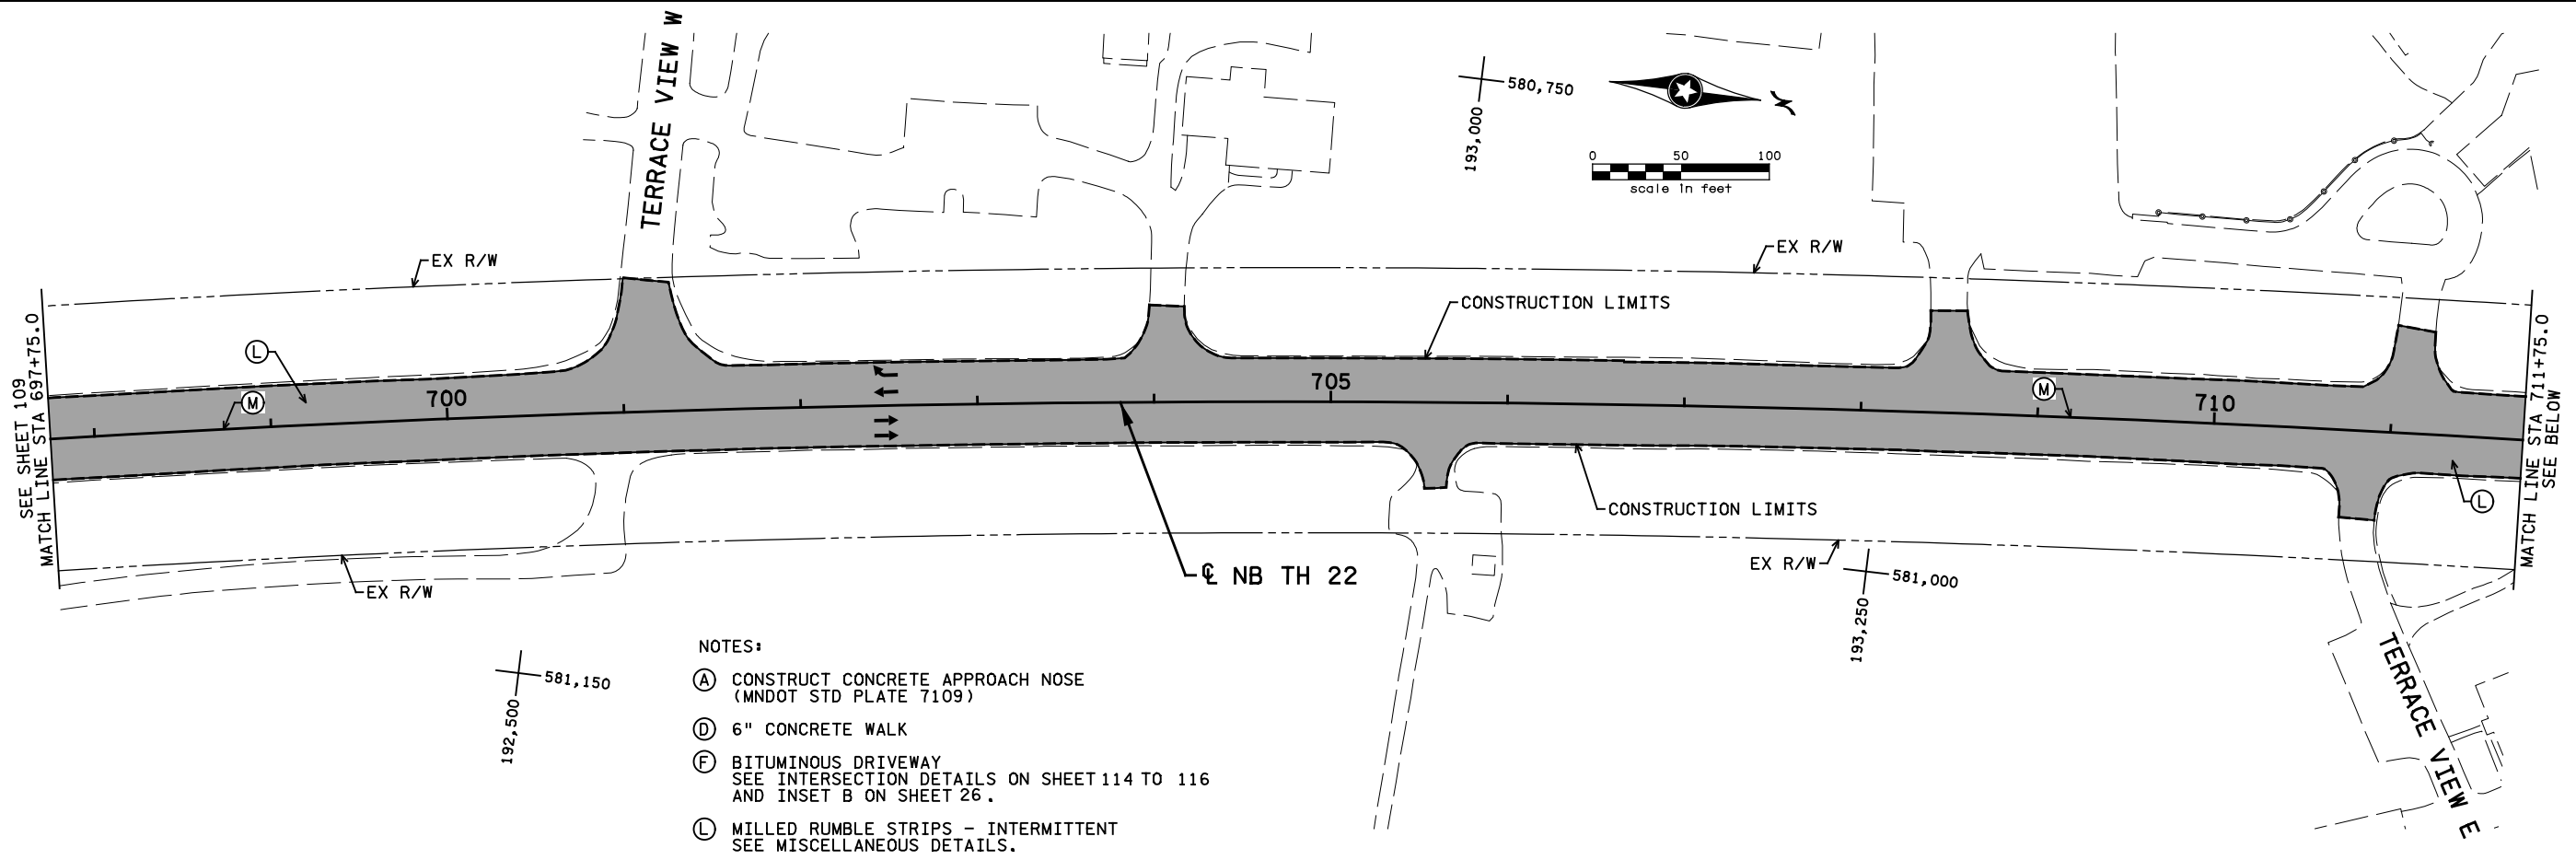 TERRACE VIEW W
580,750
193,000
0 50 100
scale in feet
EX R/W
EX R/W
CONSTRUCTION LIMITS
SEE SHEET 109
MATCH LINE STA 697+75.0
L
M
700
705
M
710
MATCH LINE STA 711+75.0
SEE BELOW
L
CONSTRUCTION LIMITS
EX R/W
EX R/W
℄ NB TH 22
581,000
193,250
581,150
192,500
TERRACE VIEW E
NOTES:
A CONSTRUCT CONCRETE APPROACH NOSE
(MNDOT STD PLATE 7109)
D 6" CONCRETE WALK
F BITUMINOUS DRIVEWAY
SEE INTERSECTION DETAILS ON SHEET 114 TO 116
AND INSET B ON SHEET 26.
L MILLED RUMBLE STRIPS - INTERMITTENT
SEE MISCELLANEOUS DETAILS.